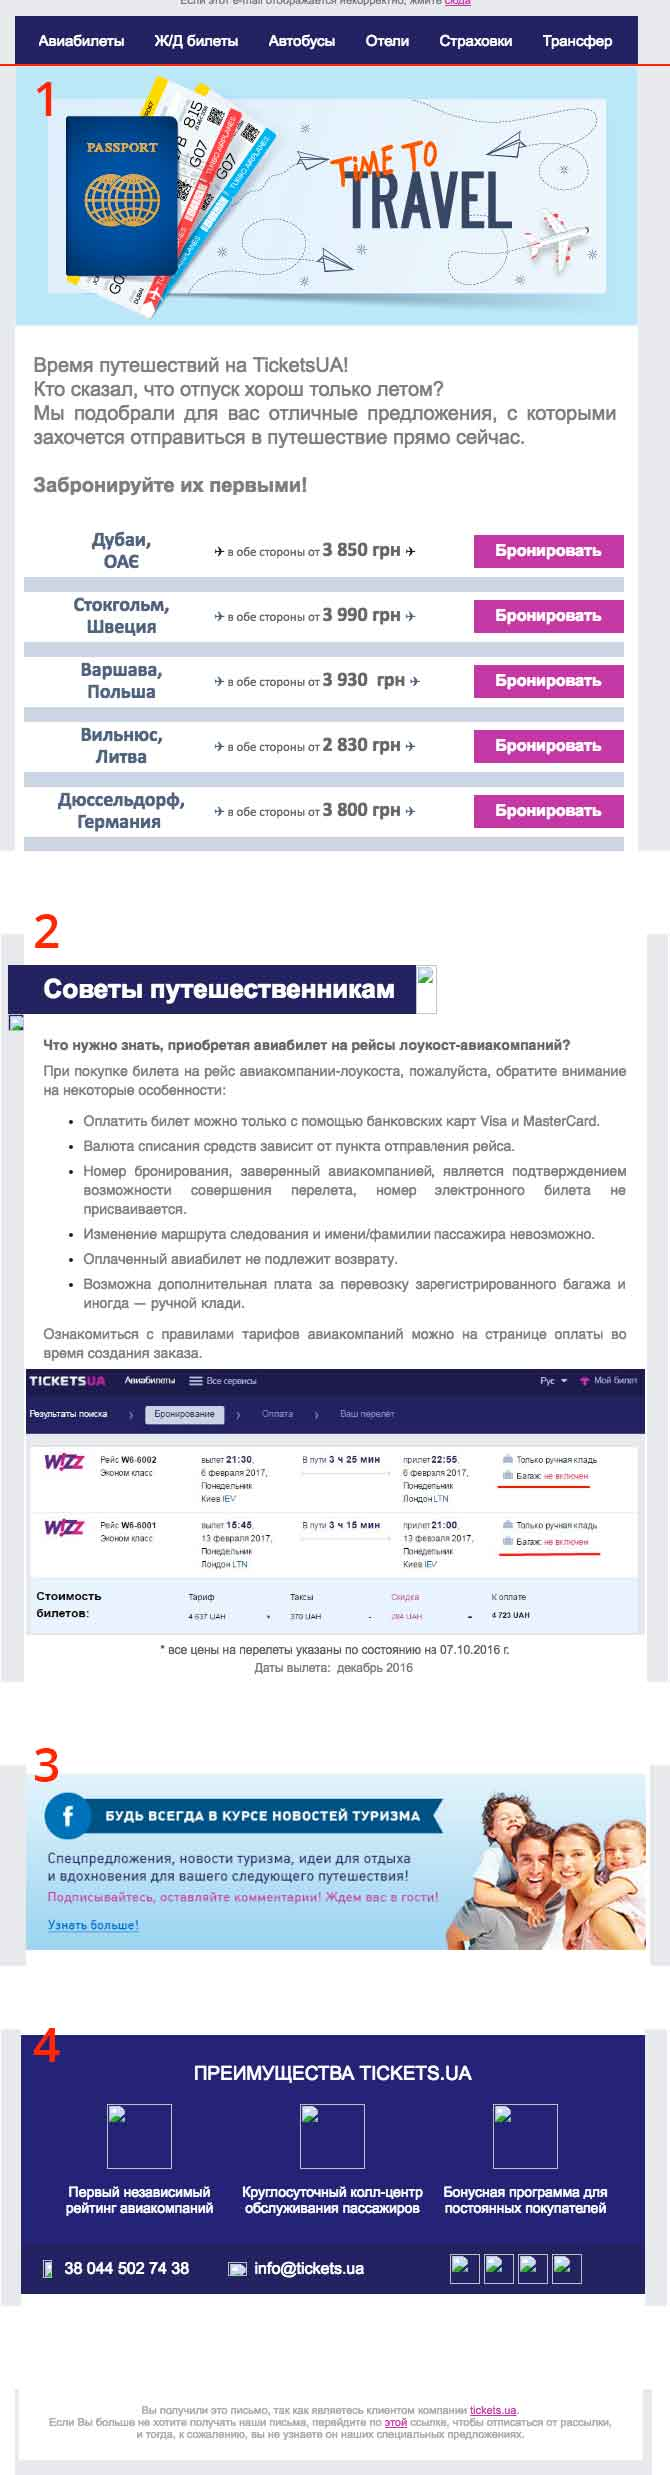 Если этот e-mail отображается некорректно, жмите сюда
Авиабилеты Ж/Д билеты Автобусы Отели Страховки Трансфер
1
PASSPORT
815
G07
G07
TURBO AIRPLANES
TURBO AIRPLANES
DUBAI
TIME TO
TRAVEL
Время путешествий на TicketsUA!
Кто сказал, что отпуск хорош только летом?
Мы подобрали для вас отличные предложения, с которыми
захочется отправиться в путешествие прямо сейчас.
Забронируйте их первыми!
Дубаи,
ОАЄ
✈ в обе стороны от 3 850 грн ✈
Бронировать
Стокгольм,
Швеция
✈ в обе стороны от 3 990 грн ✈
Бронировать
Варшава,
Польша
✈ в обе стороны от 3 930 грн ✈
Бронировать
Вильнюс,
Литва
✈ в обе стороны от 2 830 грн ✈
Бронировать
Дюссельдорф,
Германия
✈ в обе стороны от 3 800 грн ✈
Бронировать
2
Советы путешественникам
Что нужно знать, приобретая авиабилет на рейсы лоукост-авиакомпаний?
При покупке билета на рейс авиакомпании-лоукоста, пожалуйста, обратите внимание
на некоторые особенности:
• Оплатить билет можно только с помощью банковских карт Visa и MasterCard.
• Валюта списания средств зависит от пункта отправления рейса.
• Номер бронирования, заверенный авиакомпанией, является подтверждением
возможности совершения перелета, номер электронного билета не
присваивается.
• Изменение маршрута следования и имени/фамилии пассажира невозможно.
• Оплаченный авиабилет не подлежит возврату.
• Возможна дополнительная плата за перевозку зарегистрированного багажа и
иногда — ручной клади.
Ознакомиться с правилами тарифов авиакомпаний можно на странице оплаты во
время создания заказа.
TICKETSUA Авиабилеты Все сервисы Рус Мой билет
Результаты поиска Бронирование Оплата Ваш перелёт
WIZZ Рейс W6-6002 вылет 21:30, В пути 3 ч 25 мин прилет 22:55, Только ручная кладь
Эконом класс 6 февраля 2017, 6 февраля 2017, Багаж: не включен
Понедельник Понедельник
Киев IEV Лондон LTN
WIZZ Рейс W6-6001 вылет 15:45, В пути 3 ч 15 мин прилет 21:00, Только ручная кладь
Эконом класс 13 февраля 2017, 13 февраля 2017, Багаж: не включен
Понедельник Понедельник
Лондон LTN Киев IEV
Стоимость
билетов:
Тариф Таксы Скидка К оплате
4 637 UAH + 370 UAH - 284 UAH = 4 723 UAH
* все цены на перелеты указаны по состоянию на 07.10.2016 г.
Даты вылета: декабрь 2016
3
f БУДЬ ВСЕГДА В КУРСЕ НОВОСТЕЙ ТУРИЗМА
Спецпредложения, новости туризма, идеи для отдыха
и вдохновения для вашего следующего путешествия!
Подписывайтесь, оставляйте комментарии! Ждем вас в гости!
Узнать больше!
4
ПРЕИМУЩЕСТВА TICKETS.UA
Первый независимый
рейтинг авиакомпаний
Круглосуточный колл-центр
обслуживания пассажиров
Бонусная программа для
постоянных покупателей
38 044 502 74 38 info@tickets.ua
Вы получили это письмо, так как являетесь клиентом компании tickets.ua.
Если Вы больше не хотите получать наши письма, перейдите по этой ссылке, чтобы отписаться от рассылки,
и тогда, к сожалению, вы не узнаете он наших специальных предложениях.